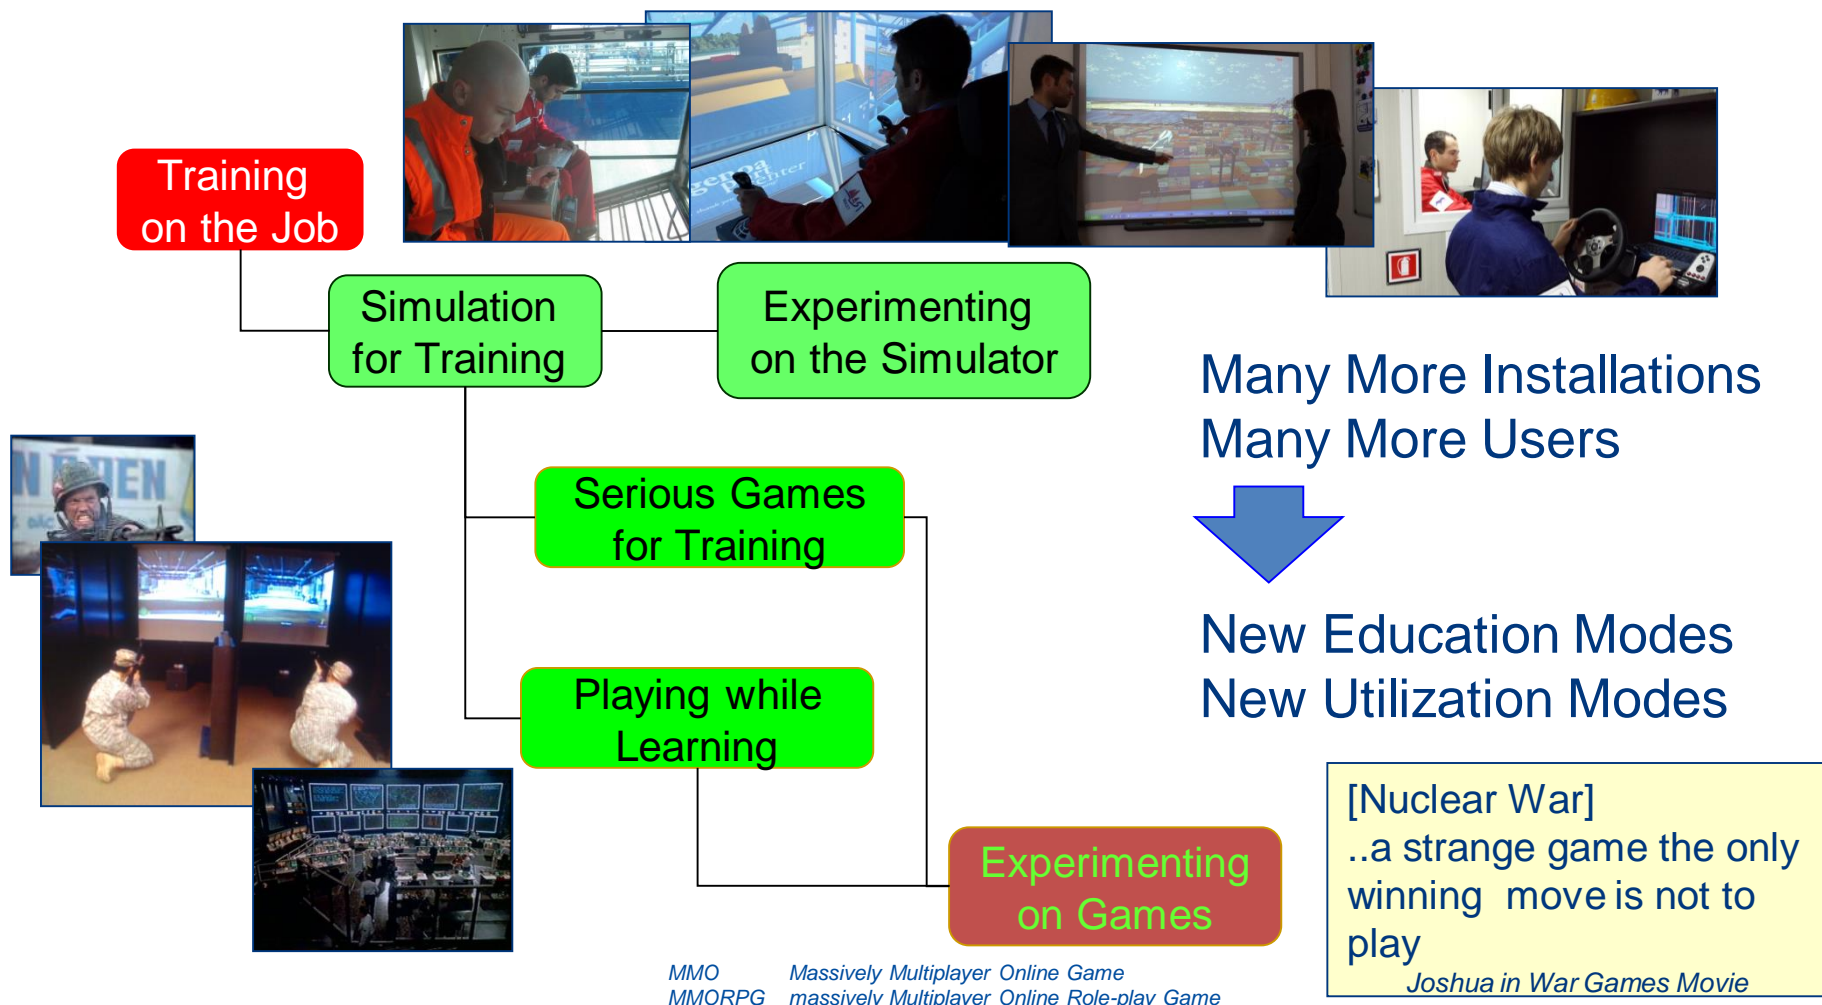 Training
on the Job
genoa
port center
Simulation
for Training
Experimenting
on the Simulator
Many More Installations
Many More Users
Serious Games
for Training
New Education Modes
New Utilization Modes
Playing while
Learning
[Nuclear War]
..a strange game the only
winning move is not to
play
Joshua in War Games Movie
Experimenting
on Games
MMO Massively Multiplayer Online Game
MMORPG massively Multiplayer Online Role-play Game